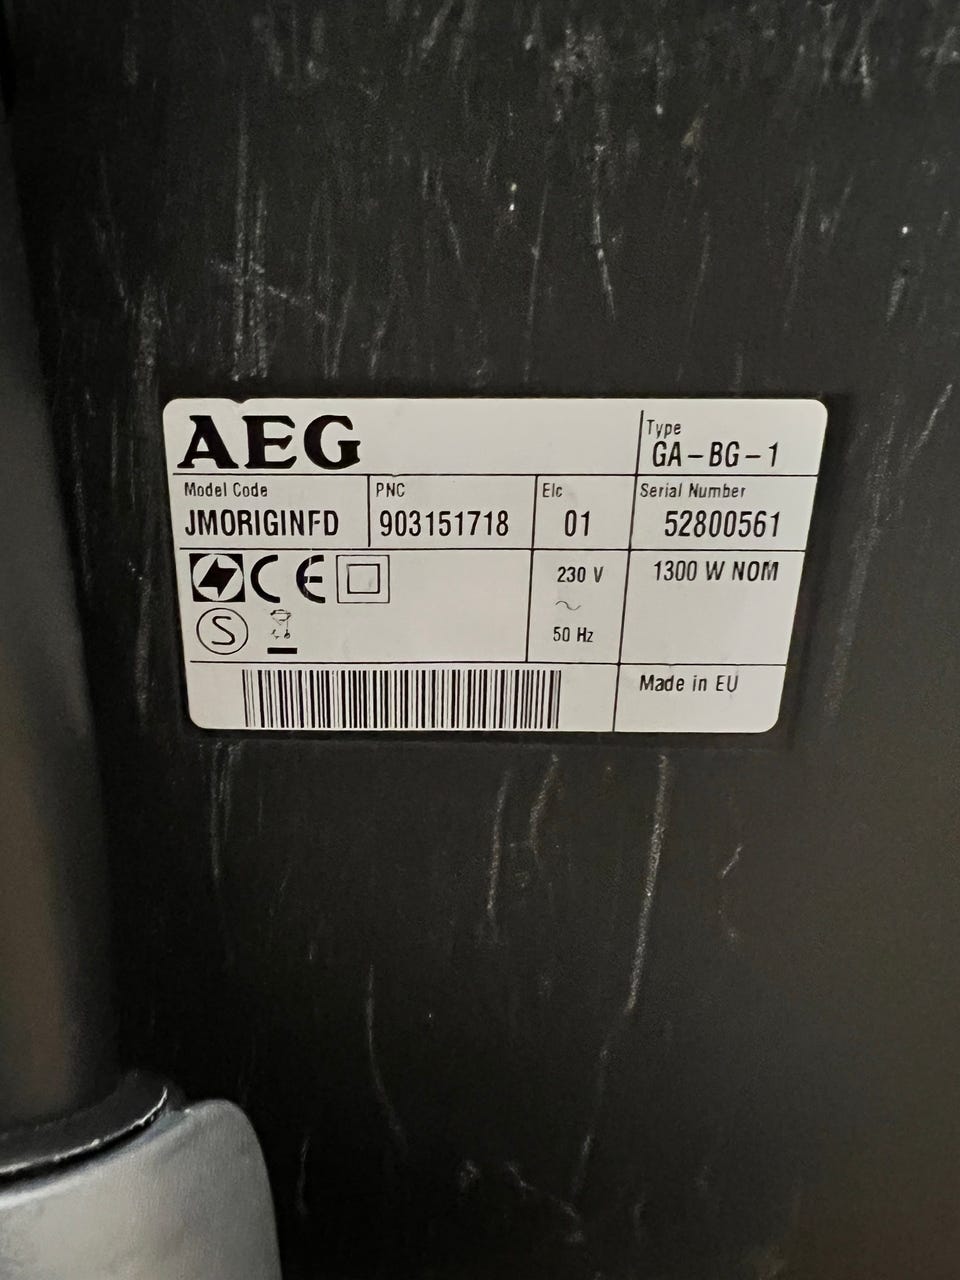 AEG
Type
GA-BG-1
Model Code
PNC
Elc
Serial Number
JMORIGINFD
903151718
01
52800561
CE
230 V
1300 W NOM
S
~
50 Hz
Made in EU